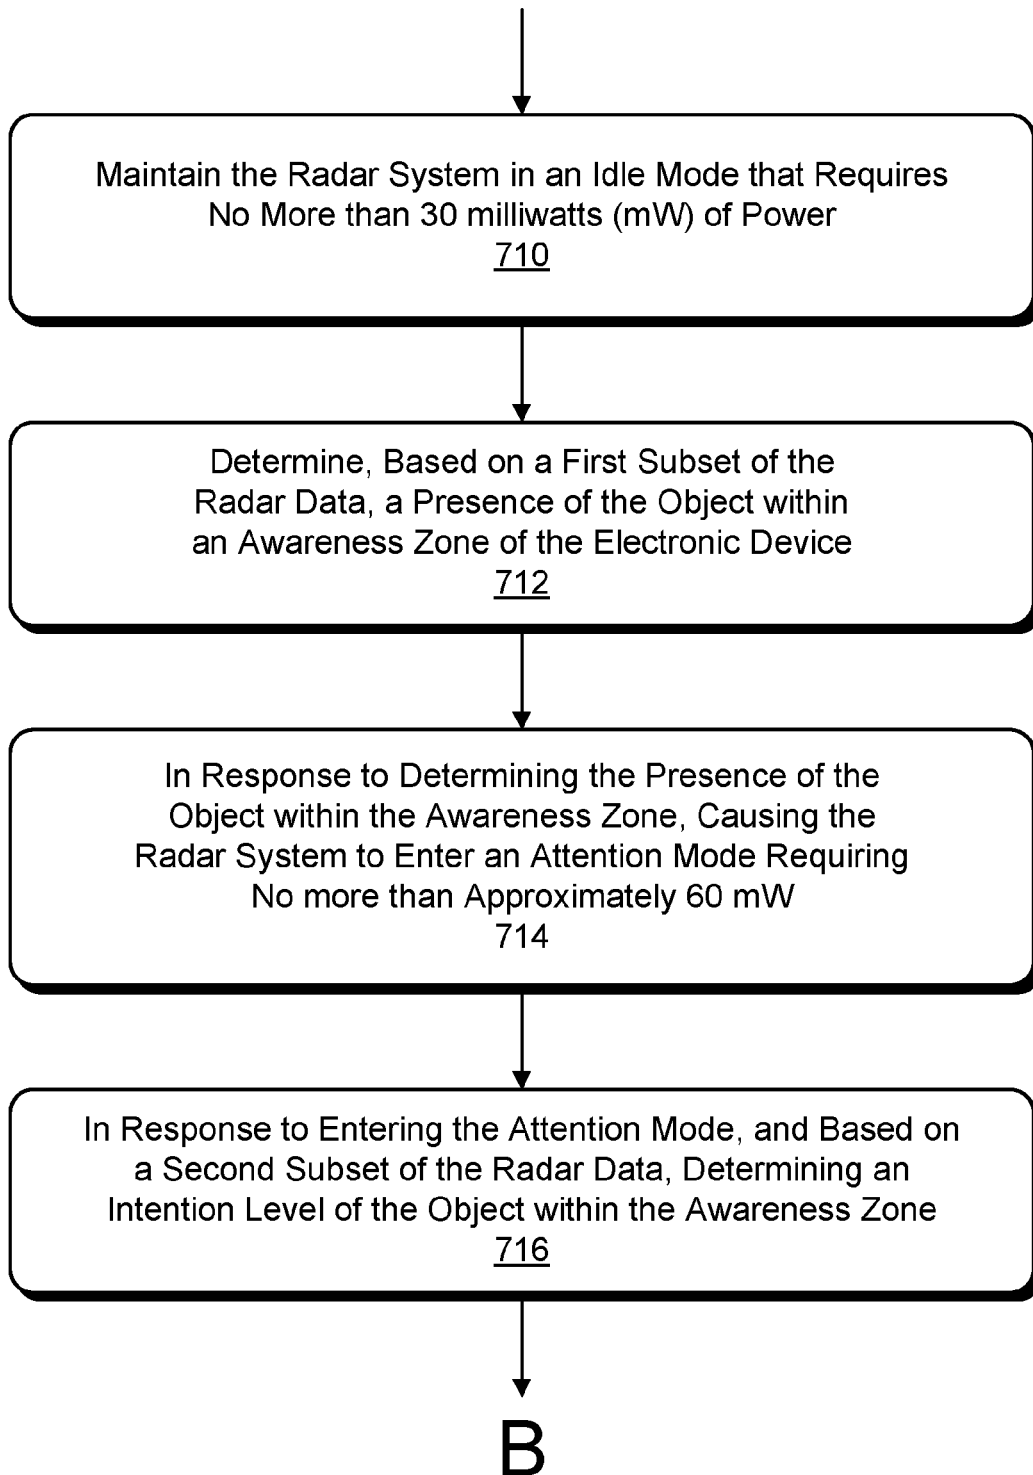 Maintain the Radar System in an Idle Mode that Requires
No More than 30 milliwatts (mW) of Power
710
Determine, Based on a First Subset of the
Radar Data, a Presence of the Object within
an Awareness Zone of the Electronic Device
712
In Response to Determining the Presence of the
Object within the Awareness Zone, Causing the
Radar System to Enter an Attention Mode Requiring
No more than Approximately 60 mW
714
In Response to Entering the Attention Mode, and Based on
a Second Subset of the Radar Data, Determining an
Intention Level of the Object within the Awareness Zone
716
B